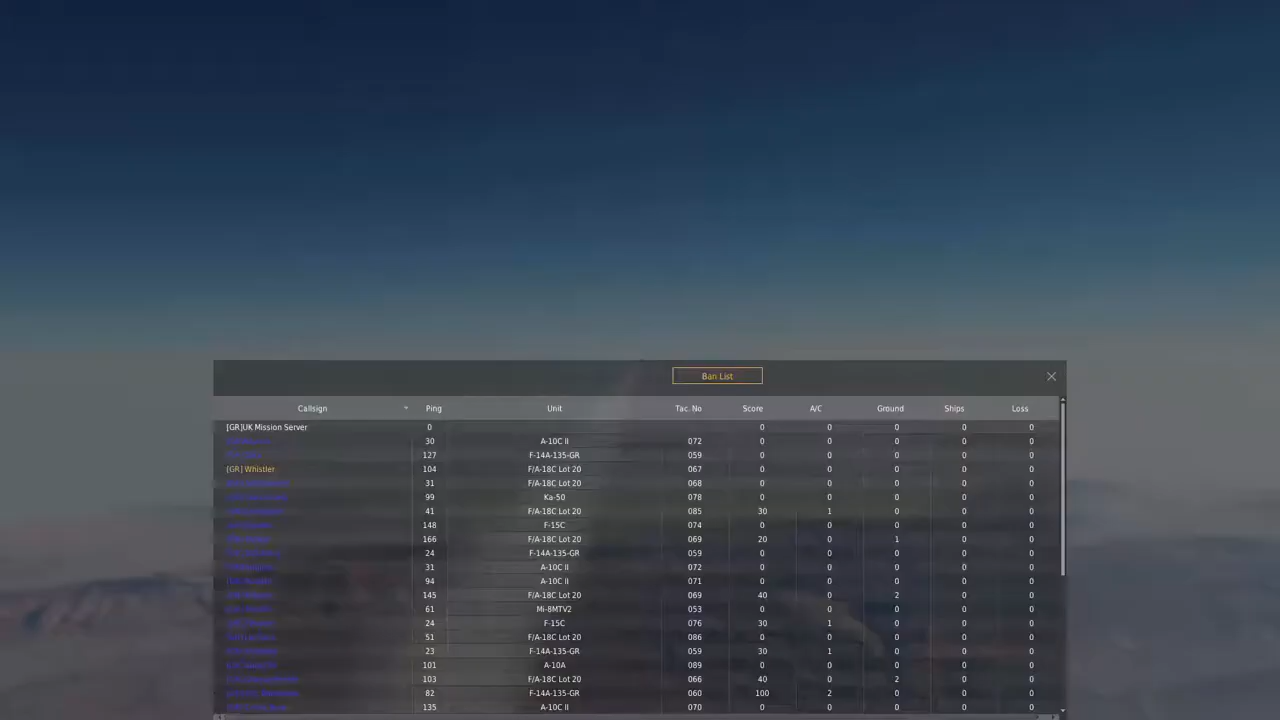 Ban List
Callsign Ping Unit Tac. No Score A/C Ground Ships Loss
[GR]UK Mission Server 0 0 0 0 0 0
30 A-10C II 072 0 0 0 0 0
127 F-14A-135-GR 059 0 0 0 0 0
[GR] Whistler 104 F/A-18C Lot 20 067 0 0 0 0 0
31 F/A-18C Lot 20 068 0 0 0 0 0
99 Ka-50 078 0 0 0 0 0
41 F/A-18C Lot 20 085 30 1 0 0 0
148 F-15C 074 0 0 0 0 0
166 F/A-18C Lot 20 069 20 0 1 0 0
24 F-14A-135-GR 059 0 0 0 0 0
31 A-10C II 072 0 0 0 0 0
94 A-10C II 071 0 0 0 0 0
145 F/A-18C Lot 20 069 40 0 2 0 0
61 Mi-8MTV2 053 0 0 0 0 0
24 F-15C 076 30 1 0 0 0
51 F/A-18C Lot 20 086 0 0 0 0 0
23 F-14A-135-GR 059 30 1 0 0 0
101 A-10A 089 0 0 0 0 0
103 F/A-18C Lot 20 066 40 0 2 0 0
82 F-14A-135-GR 060 100 2 0 0 0
135 A-10C II 070 0 0 0 0 0